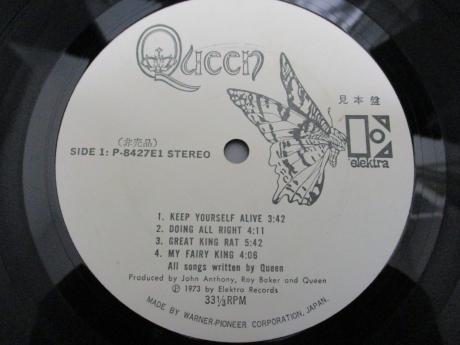 Queen
見本盤
（非売品）
SIDE 1: P-8427E1 STEREO
elektra
1. KEEP YOURSELF ALIVE 3:42
2. DOING ALL RIGHT 4:11
3. GREAT KING RAT 5:42
4. MY FAIRY KING 4:06
All songs written by Queen
Produced by John Anthony, Roy Baker and Queen
Ⓟ 1973 by Elektra Records
33⅓RPM
MADE BY WARNER-PIONEER CORPORATION, JAPAN.